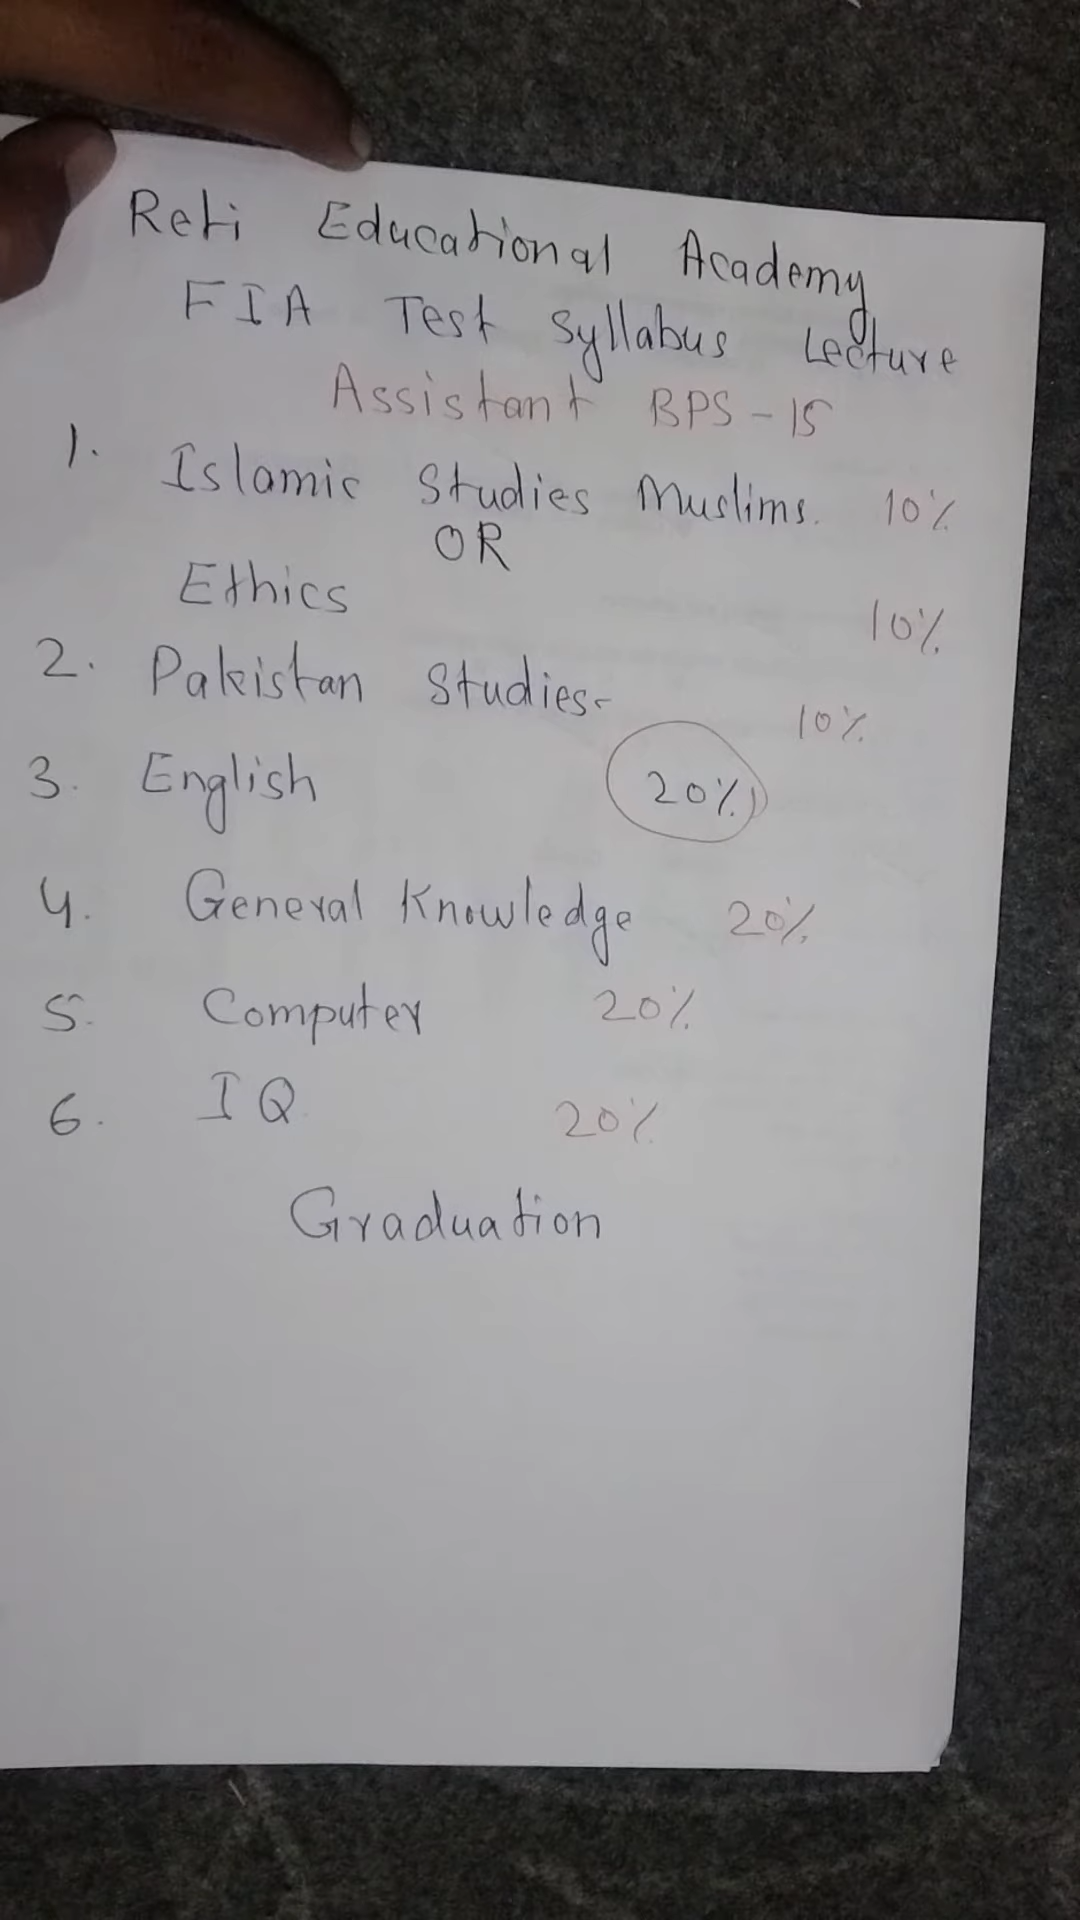 Reti Educational Academy
FIA Test Syllabus Lecture
Assistant BPS-15
1. Islamic Studies Muslims. 10%
OR
Ethics 10%
2. Pakistan Studies- 10%
3. English 20%
4. General Knowledge 20%
5. Computer 20%
6. IQ 20%
Graduation